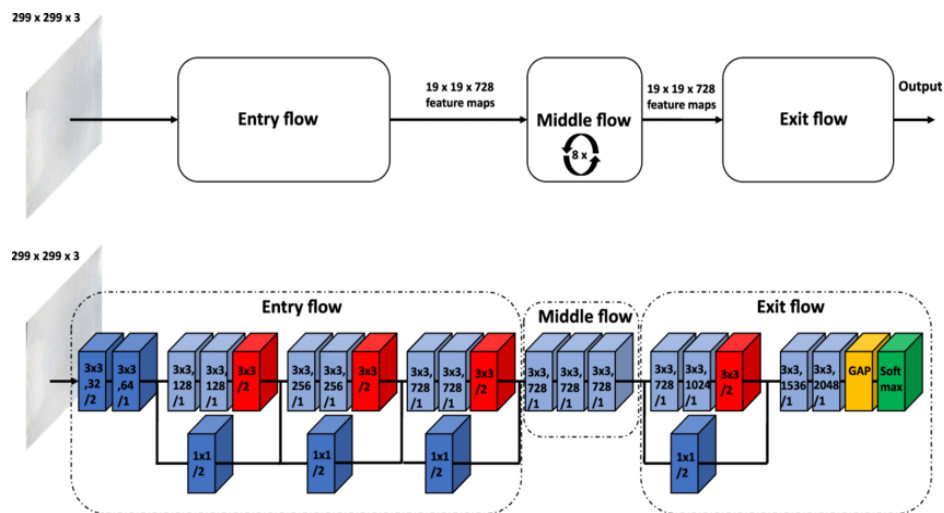 299 x 299 x 3
Entry flow
19 x 19 x 728
feature maps
Middle flow
8 x
19 x 19 x 728
feature maps
Exit flow
Output
299 x 299 x 3
Entry flow
Middle flow
Exit flow
3x3
,32
/2
3x3
,64
/1
3x3,
128
/1
3x3,
128
/1
3x3
/2
3x3,
256
/1
3x3,
256
/1
3x3
/2
3x3,
728
/1
3x3,
728
/1
3x3
/2
3x3,
728
/1
3x3,
728
/1
3x3,
728
/1
3x3,
728
/1
3x3,
1024
/1
3x3
/2
3x3,
1536
/1
3x3,
2048
/1
GAP
Soft
max
1x1
/2
1x1
/2
1x1
/2
1x1
/2